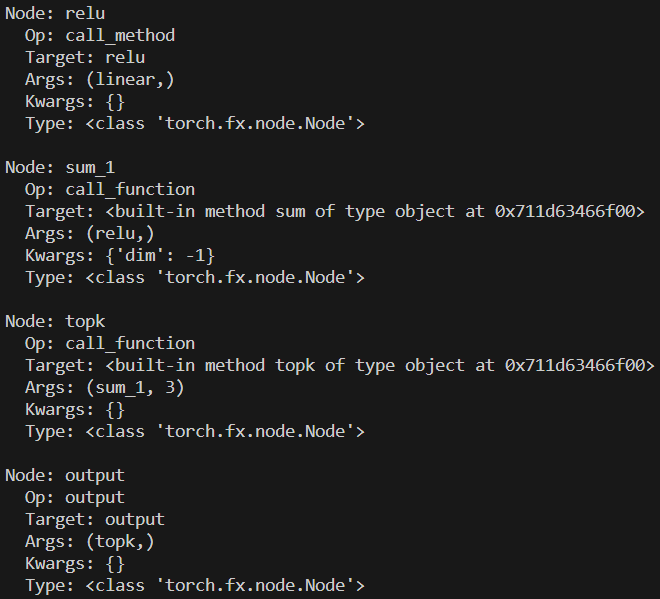 Node: relu
Op: call_method
Target: relu
Args: (linear,)
Kwargs: {}
Type: <class 'torch.fx.node.Node'>
Node: sum_1
Op: call_function
Target: <built-in method sum of type object at 0x711d63466f00>
Args: (relu,)
Kwargs: {'dim': -1}
Type: <class 'torch.fx.node.Node'>
Node: topk
Op: call_function
Target: <built-in method topk of type object at 0x711d63466f00>
Args: (sum_1, 3)
Kwargs: {}
Type: <class 'torch.fx.node.Node'>
Node: output
Op: output
Target: output
Args: (topk,)
Kwargs: {}
Type: <class 'torch.fx.node.Node'>